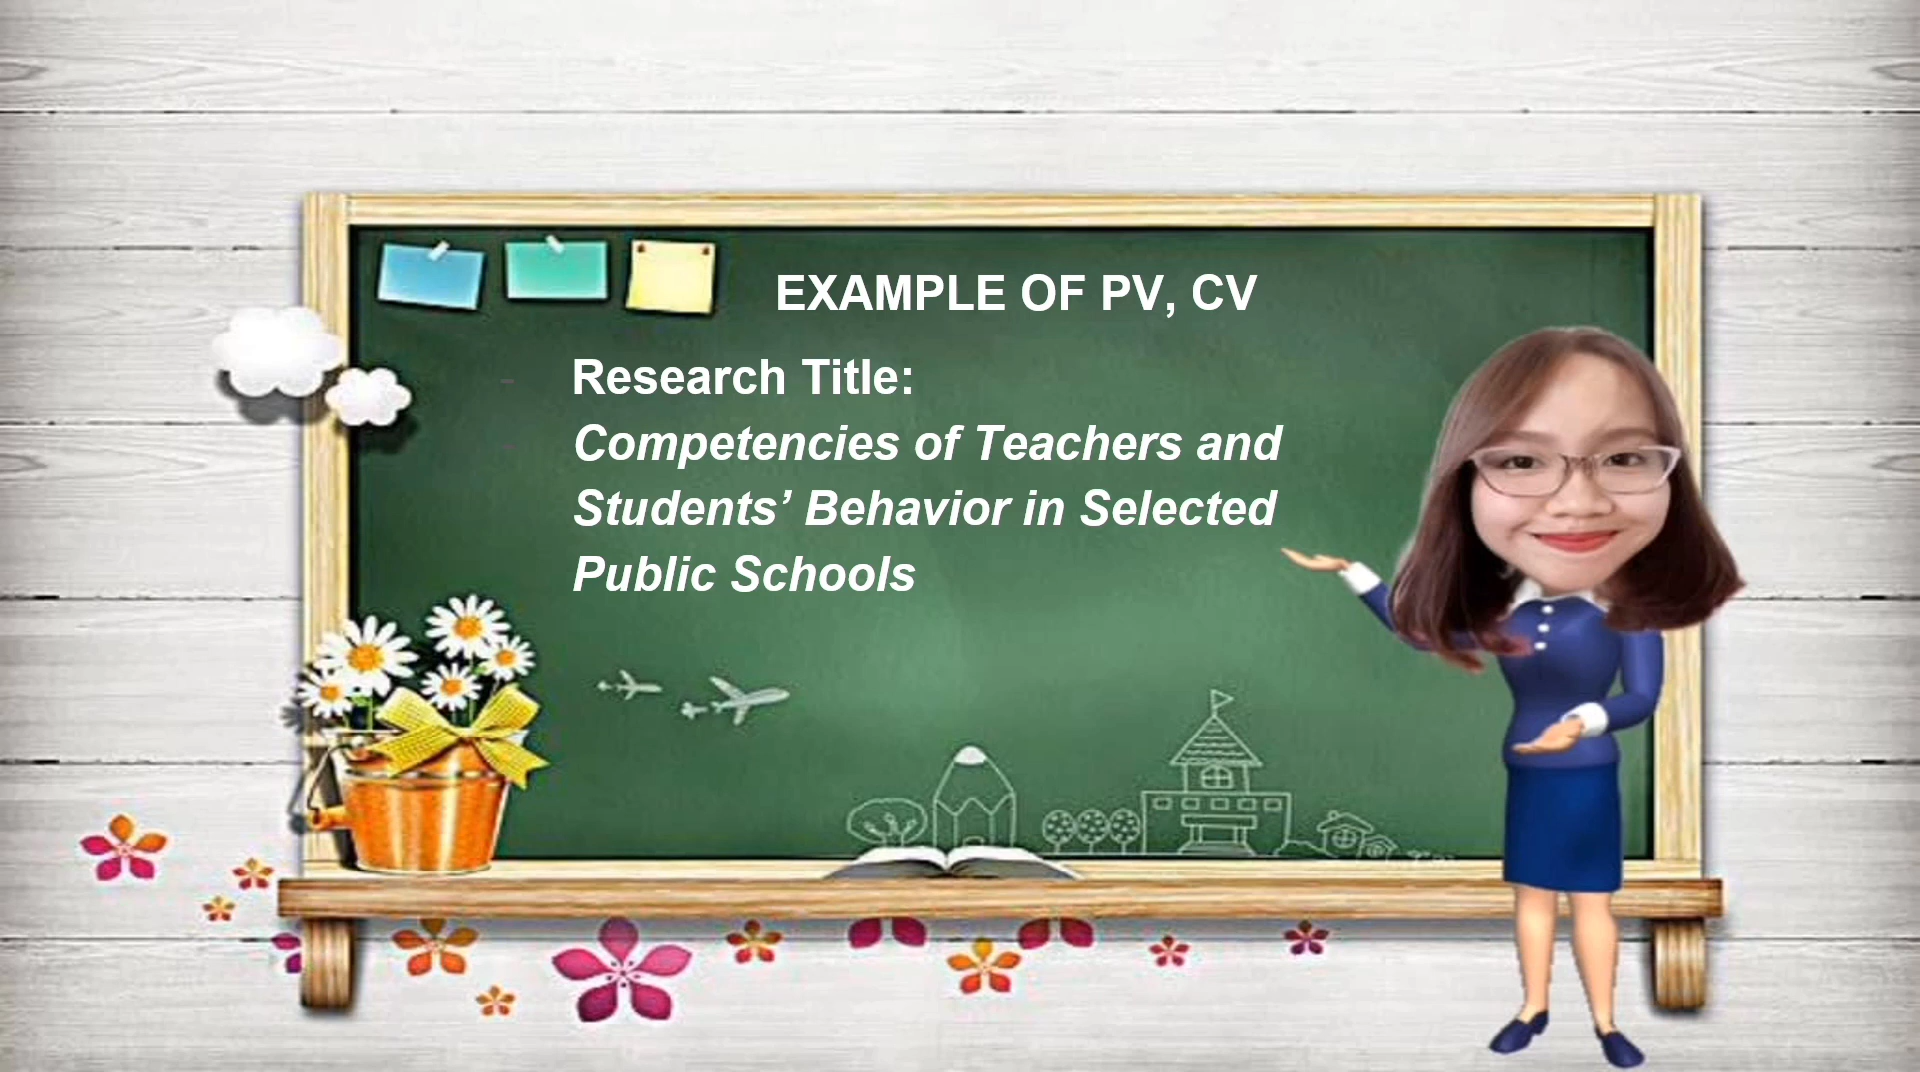 EXAMPLE OF PV, CV
- Research Title:
Competencies of Teachers and
Students’ Behavior in Selected
Public Schools